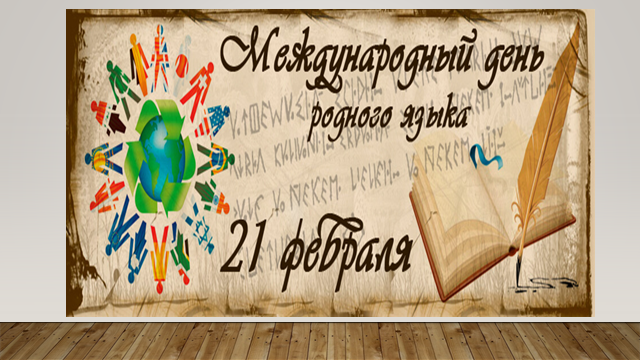 Международный день
родного языка
21 февраля